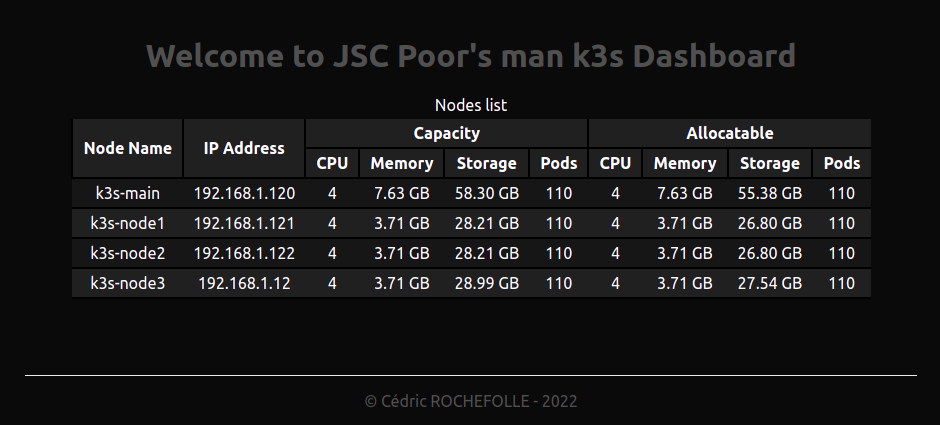 Welcome to JSC Poor's man k3s Dashboard
Nodes list
Node Name IP Address Capacity Allocatable
CPU Memory Storage Pods CPU Memory Storage Pods
k3s-main 192.168.1.120 4 7.63 GB 58.30 GB 110 4 7.63 GB 55.38 GB 110
k3s-node1 192.168.1.121 4 3.71 GB 28.21 GB 110 4 3.71 GB 26.80 GB 110
k3s-node2 192.168.1.122 4 3.71 GB 28.21 GB 110 4 3.71 GB 26.80 GB 110
k3s-node3 192.168.1.12 4 3.71 GB 28.99 GB 110 4 3.71 GB 27.54 GB 110
© Cédric ROCHEFOLLE - 2022